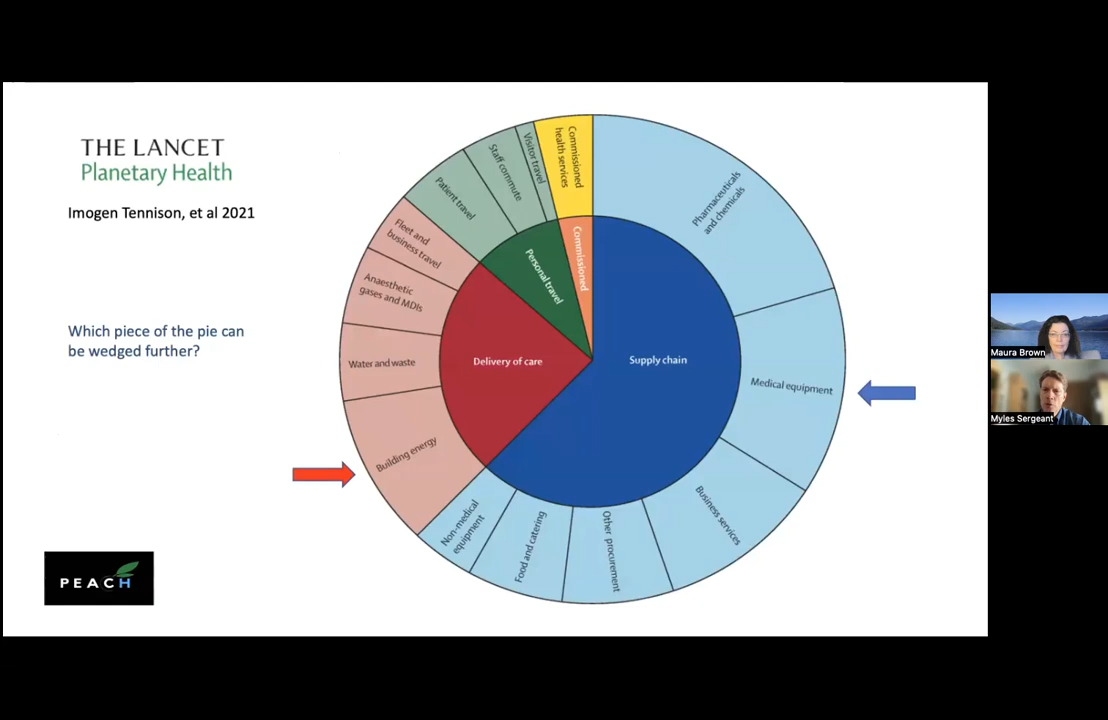 THE LANCET
Planetary Health
Imogen Tennison, et al 2021
Which piece of the pie can
be wedged further?
PEACH
Commissioned
health services
Visitor travel
Staff commute
Patient travel
Fleet and
business travel
Anaesthetic
gases and MDIs
Water and waste
Building energy
Non-medical
equipment
Food and catering
Other procurement
Business services
Medical equipment
Pharmaceuticals
and chemicals
Commissioned
Personal travel
Delivery of care
Supply chain
Maura Brown
Myles Sergeant